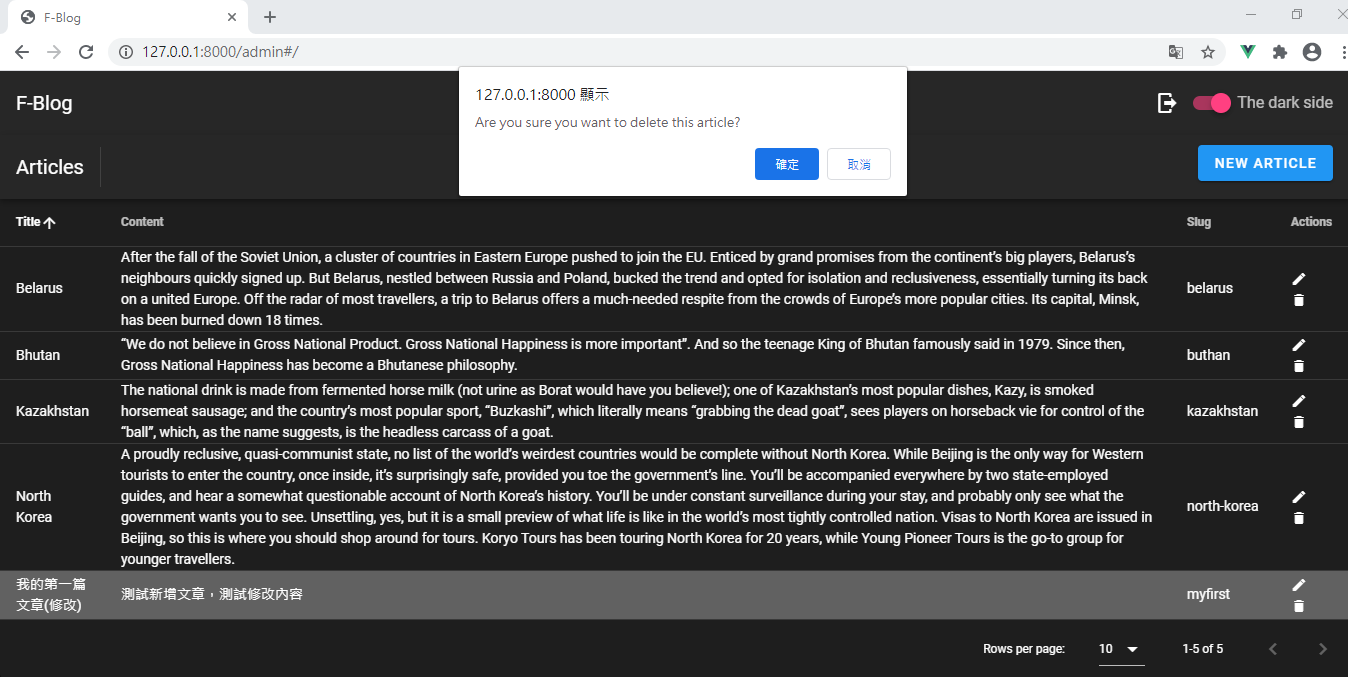 F-Blog
127.0.0.1:8000/admin#/
127.0.0.1:8000 顯示
Are you sure you want to delete this article?
確定
取消
F-Blog
The dark side
Articles
NEW ARTICLE
Title
Content
Slug
Actions
Belarus
After the fall of the Soviet Union, a cluster of countries in Eastern Europe pushed to join the EU. Enticed by grand promises from the continent’s big players, Belarus’s
neighbours quickly signed up. But Belarus, nestled between Russia and Poland, bucked the trend and opted for isolation and reclusiveness, essentially turning its back
on a united Europe. Off the radar of most travellers, a trip to Belarus offers a much-needed respite from the crowds of Europe’s more popular cities. Its capital, Minsk,
has been burned down 18 times.
belarus
Bhutan
“We do not believe in Gross National Product. Gross National Happiness is more important”. And so the teenage King of Bhutan famously said in 1979. Since then,
Gross National Happiness has become a Bhutanese philosophy.
buthan
Kazakhstan
The national drink is made from fermented horse milk (not urine as Borat would have you believe!); one of Kazakhstan’s most popular dishes, Kazy, is smoked
horsemeat sausage; and the country’s most popular sport, “Buzkashi”, which literally means “grabbing the dead goat”, sees players on horseback vie for control of the
“ball”, which, as the name suggests, is the headless carcass of a goat.
kazakhstan
North
Korea
A proudly reclusive, quasi-communist state, no list of the world’s weirdest countries would be complete without North Korea. While Beijing is the only way for Western
tourists to enter the country, once inside, it’s surprisingly safe, provided you toe the government’s line. You’ll be accompanied everywhere by two state-employed
guides, and hear a somewhat questionable account of North Korea’s history. You’ll be under constant surveillance during your stay, and probably only see what the
government wants you to see. Unsettling, yes, but it is a small preview of what life is like in the world’s most tightly controlled nation. Visas to North Korea are issued in
Beijing, so this is where you should shop around for tours. Koryo Tours has been touring North Korea for 20 years, while Young Pioneer Tours is the go-to group for
younger travellers.
north-korea
我的第一篇
文章(修改)
測試新增文章，測試修改內容
myfirst
Rows per page:
10
1-5 of 5